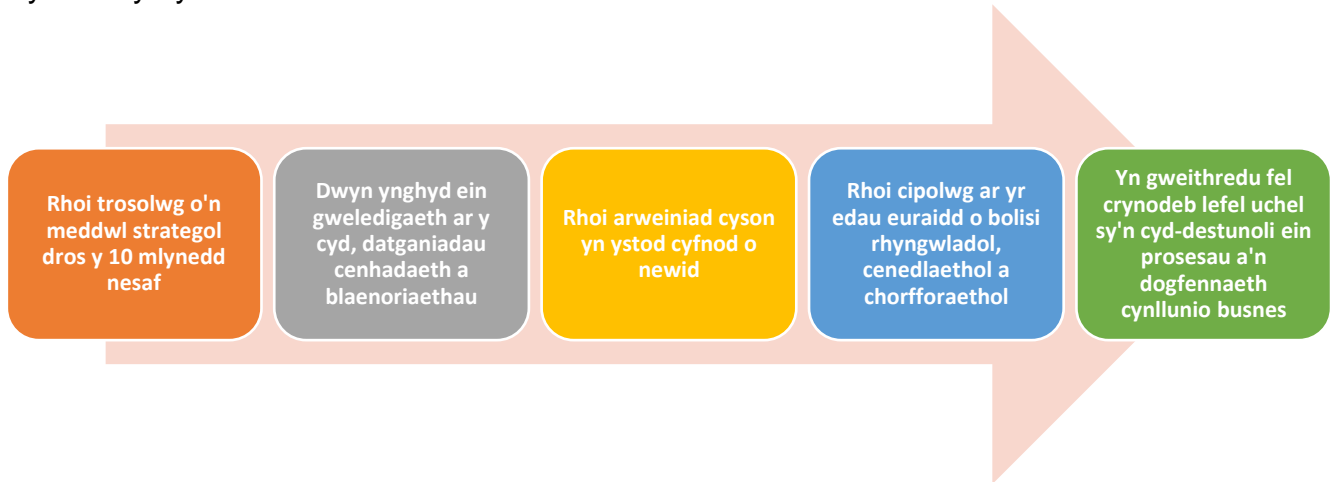 Rhoi trosolwg o'n
meddwl strategol
dros y 10 mlynedd
nesaf
Dwyn ynghyd ein
gweledigaeth ar y
cyd, datganiadau
cenhadaeth a
blaenoriaethau
Rhoi arweiniad cyson
yn ystod cyfnod o
newid
Rhoi cipolwg ar yr
edau euraidd o bolisi
rhyngwladol,
cenedlaethol a
chorfforaethol
Yn gweithredu fel
crynodeb lefel uchel
sy'n cyd-destunoli ein
prosesau a'n
dogfennaeth
cynllunio busnes